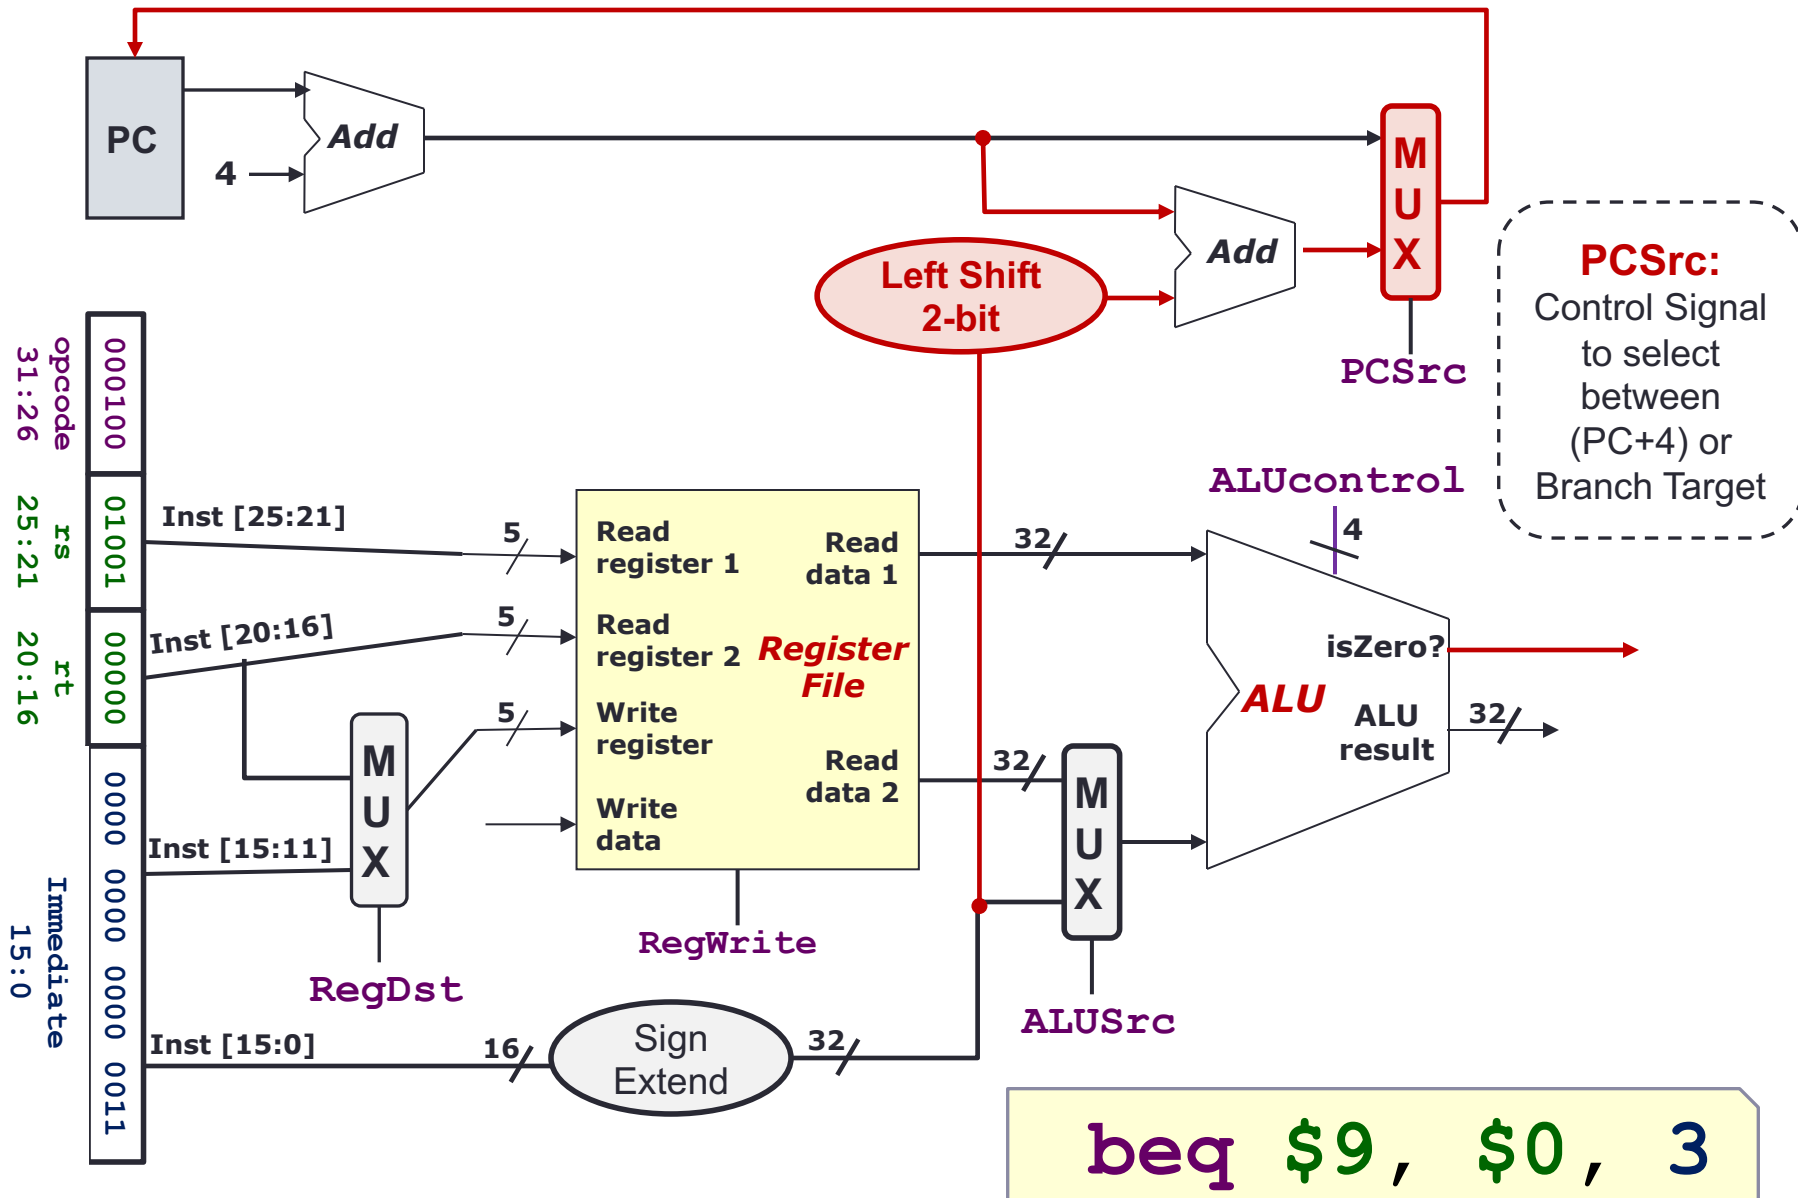 PC
4
Add
Left Shift
2-bit
Add
M
U
X
PCSrc
PCSrc:
Control Signal
to select
between
(PC+4) or
Branch Target
opcode
31:26
000100
rs
25:21
01001
rt
20:16
00000
Immediate
15:0
0000 0000 0000 0011
Inst [25:21]
5
Inst [20:16]
5
Inst [15:11]
M
U
X
RegDst
5
Read
register 1
Read
register 2
Write
register
Write
data
Read
data 1
Register
File
Read
data 2
RegWrite
32
32
M
U
X
ALUSrc
ALUcontrol
4
isZero?
ALU
ALU
result
32
Inst [15:0]
16
Sign
Extend
32
beq $9, $0, 3